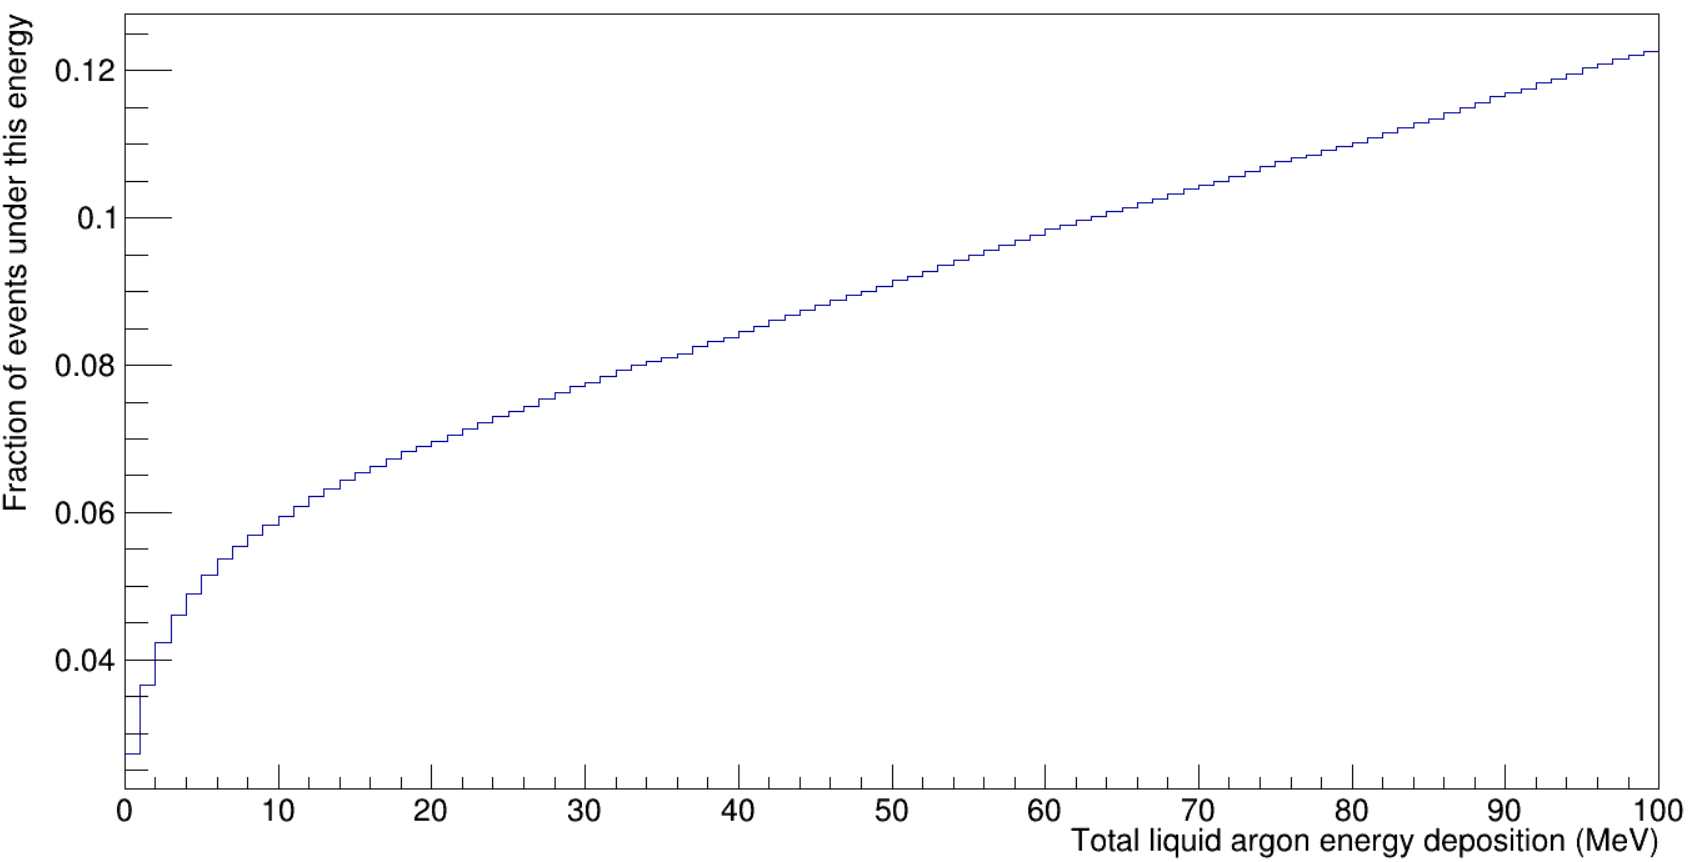 Fraction of events under this energy
0.12
0.1
0.08
0.06
0.04
0 10 20 30 40 50 60 70 80 90 100
Total liquid argon energy deposition (MeV)